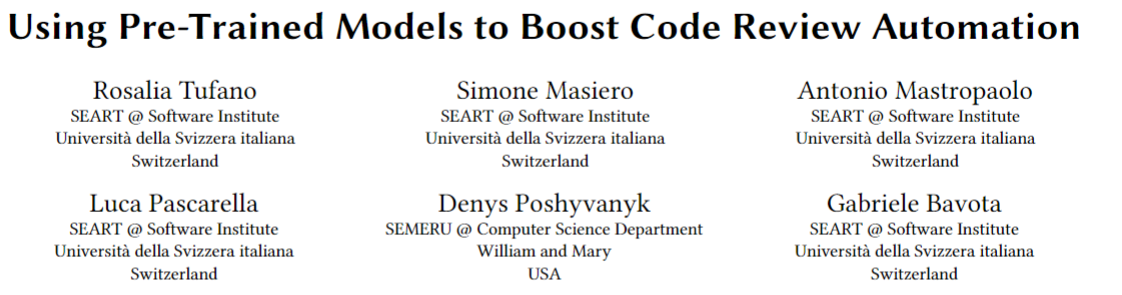 Using Pre-Trained Models to Boost Code Review Automation
Rosalia Tufano
SEART @ Software Institute
Università della Svizzera italiana
Switzerland
Simone Masiero
SEART @ Software Institute
Università della Svizzera italiana
Switzerland
Antonio Mastropaolo
SEART @ Software Institute
Università della Svizzera italiana
Switzerland
Luca Pascarella
SEART @ Software Institute
Università della Svizzera italiana
Switzerland
Denys Poshyvanyk
SEMERU @ Computer Science Department
William and Mary
USA
Gabriele Bavota
SEART @ Software Institute
Università della Svizzera italiana
Switzerland